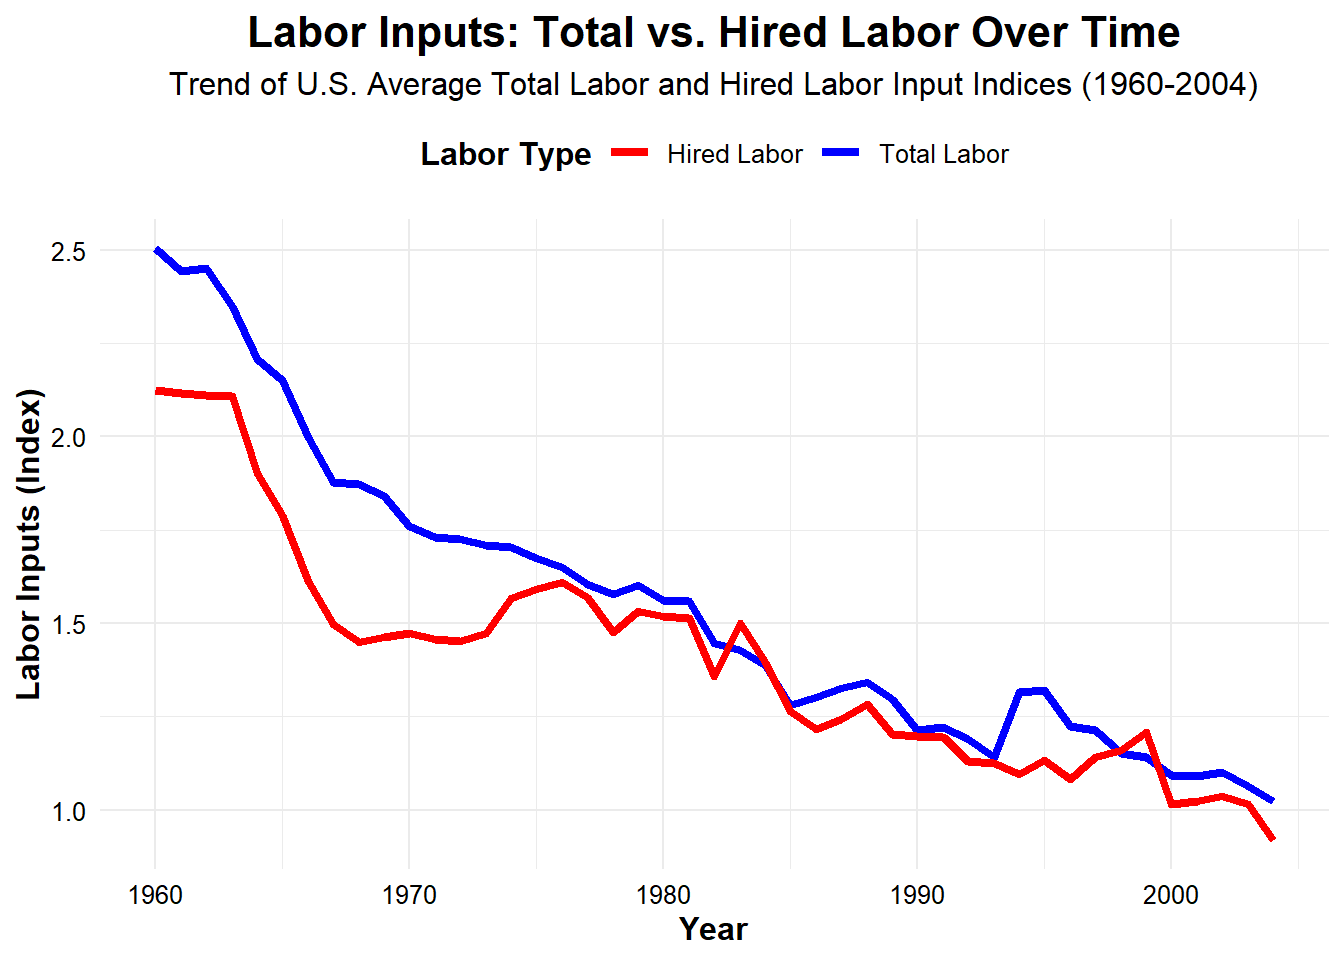 Labor Inputs: Total vs. Hired Labor Over Time
Trend of U.S. Average Total Labor and Hired Labor Input Indices (1960-2004)
Labor Type Hired Labor Total Labor
Labor Inputs (Index)
2.5
2.0
1.5
1.0
1960 1970 1980 1990 2000
Year